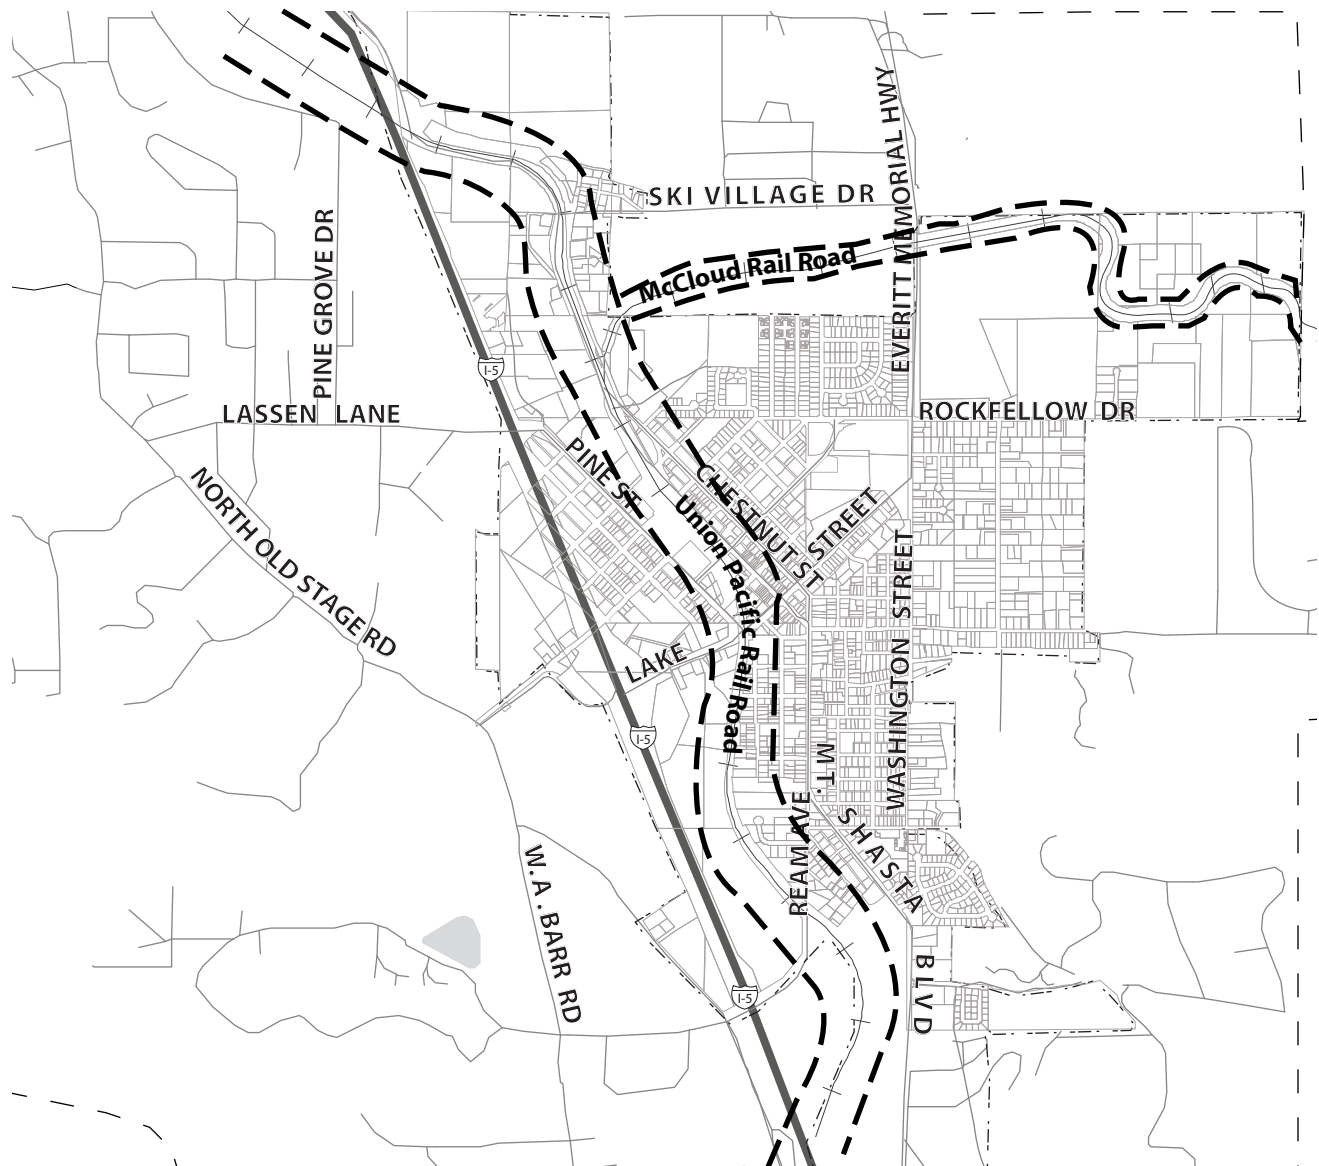 SKI VILLAGE DR
EVERITT MEMORIAL HWY
McCloud Rail Road
PINE GROVE DR
I-5
LASSEN LANE
ROCKFELLOW DR
PINE ST
NORTH OLD STAGE RD
CHESTNUT ST
STREET
Union Pacific Rail Road
WASHINGTON STREET
LAKE
I-5
MT.
SHASTA
REAM AVE
W. A. BARR RD
BLVD
I-5